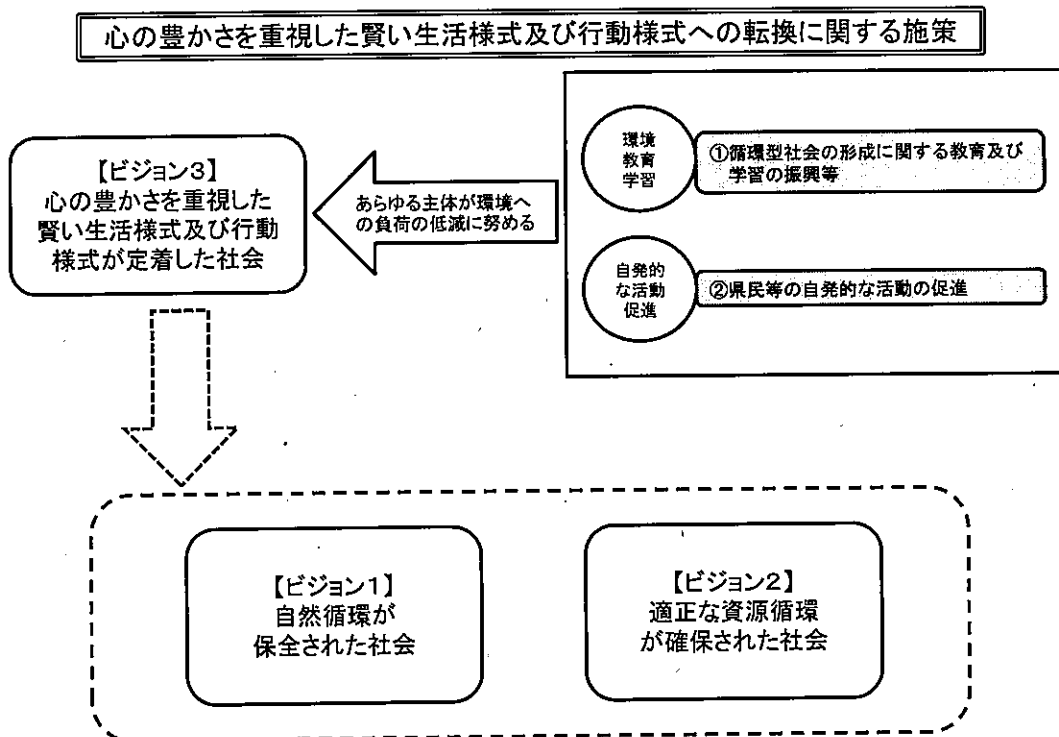 心の豊かさを重視した賢い生活様式及び行動様式への転換に関する施策
【ビジョン3】
心の豊かさを重視した
賢い生活様式及び行動
様式が定着した社会
あらゆる主体が環境へ
の負荷の低減に努める
環境
教育
学習
①循環型社会の形成に関する教育及び
学習の振興等
自発的
な活動
促進
②県民等の自発的な活動の促進
【ビジョン1】
自然循環が
保全された社会
【ビジョン2】
適正な資源循環
が確保された社会